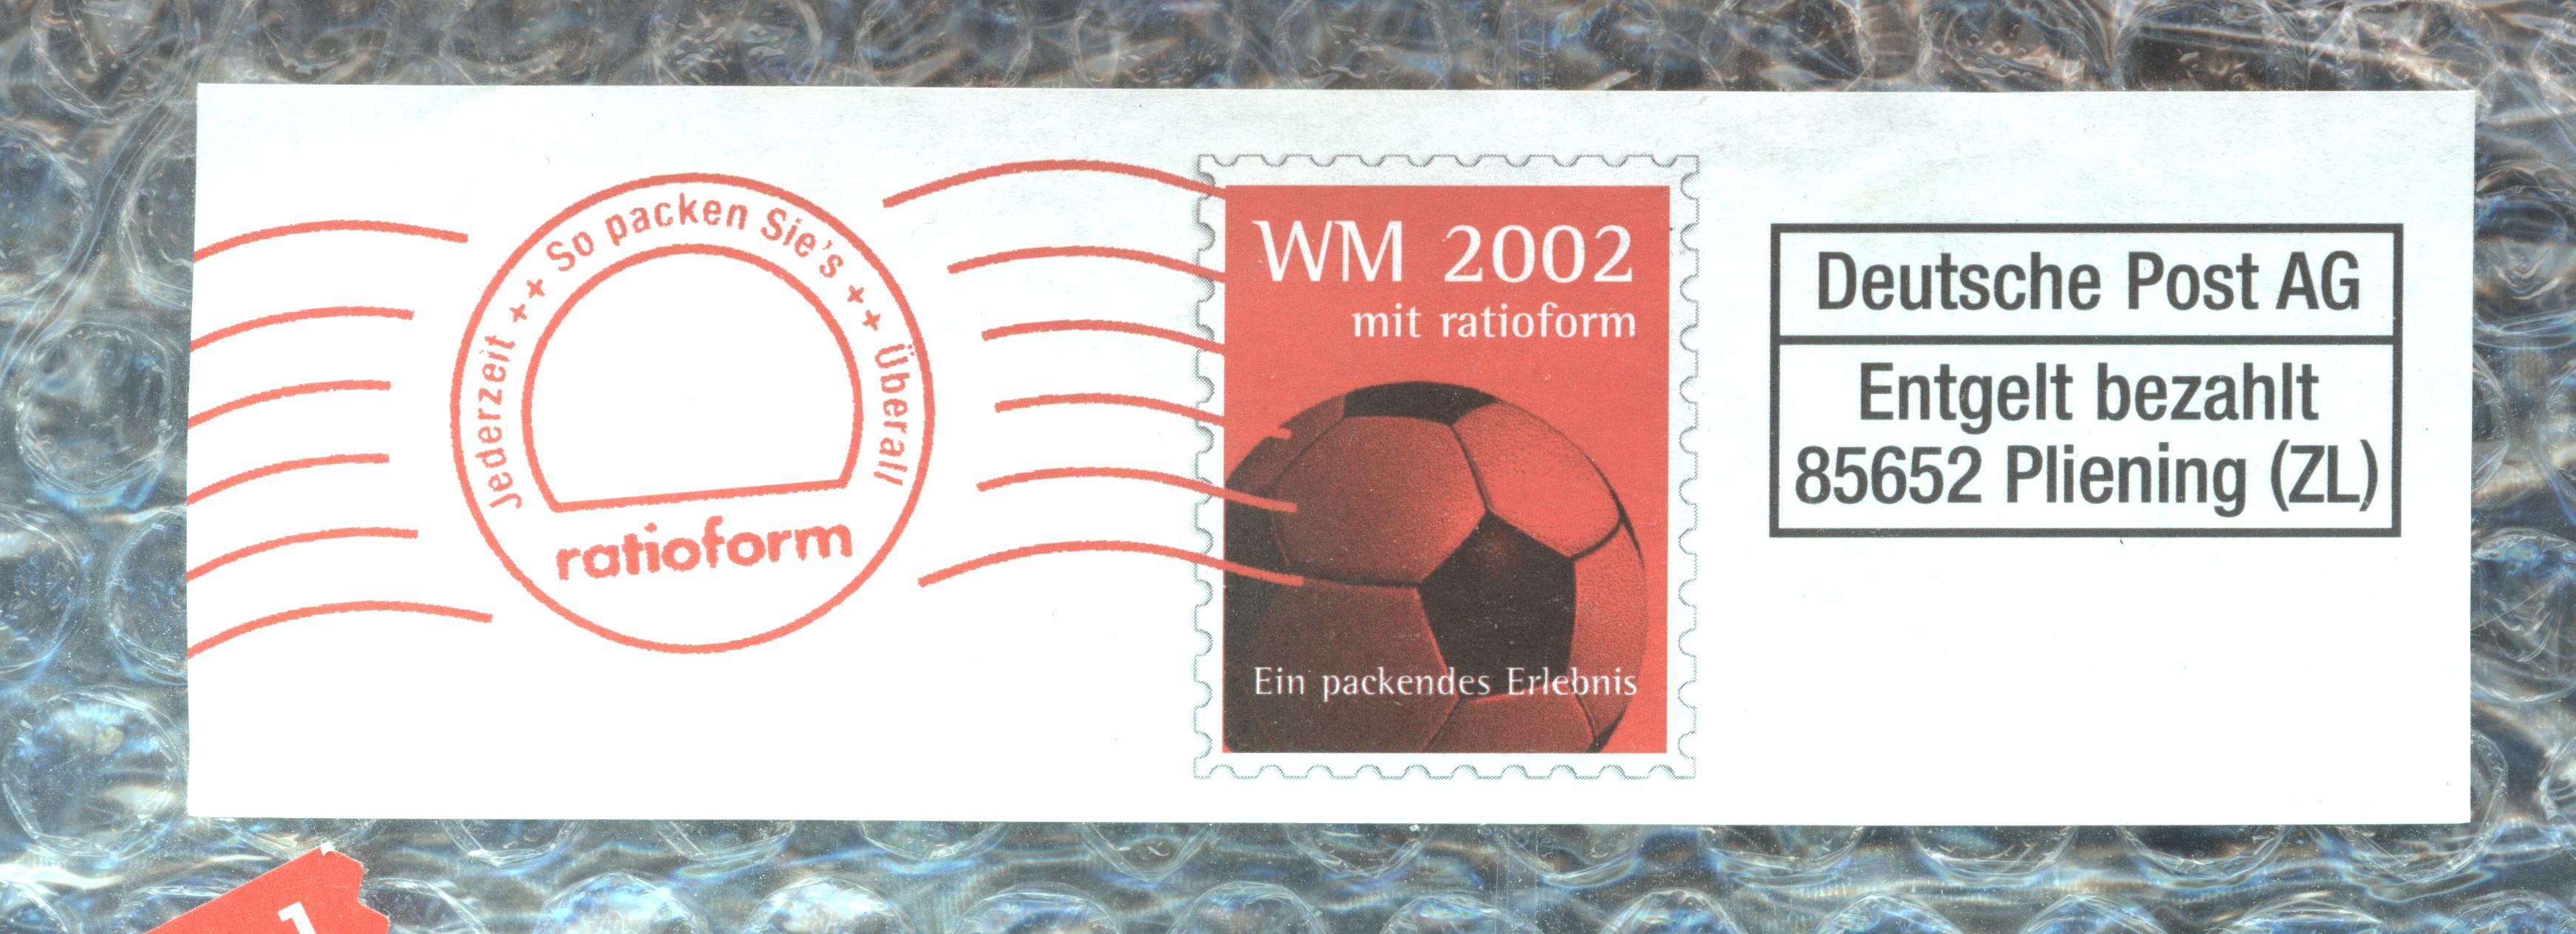 Jederzeit ++ So packen Sie's ++ Überall
ratioform
WM 2002
mit ratioform
Ein packendes Erlebnis
Deutsche Post AG
Entgelt bezahlt
85652 Pliening (ZL)
1